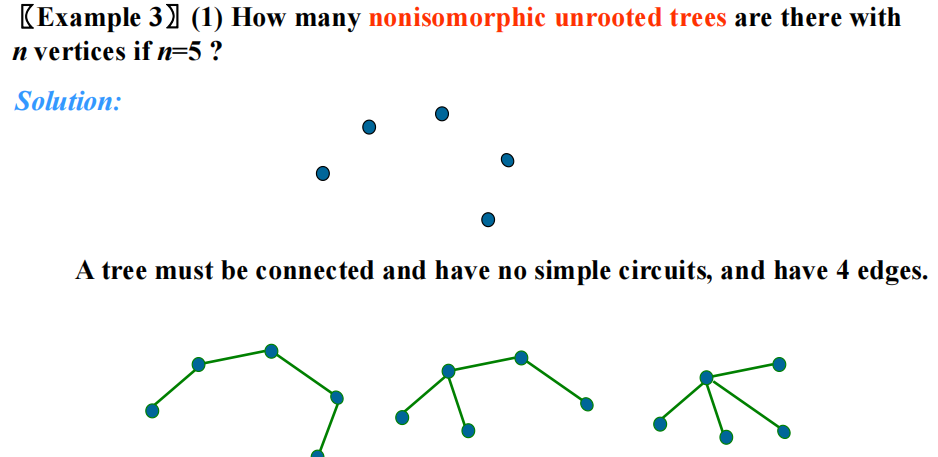 〖Example 3〗 (1) How many nonisomorphic unrooted trees are there with
n vertices if n=5 ?
Solution:
A tree must be connected and have no simple circuits, and have 4 edges.